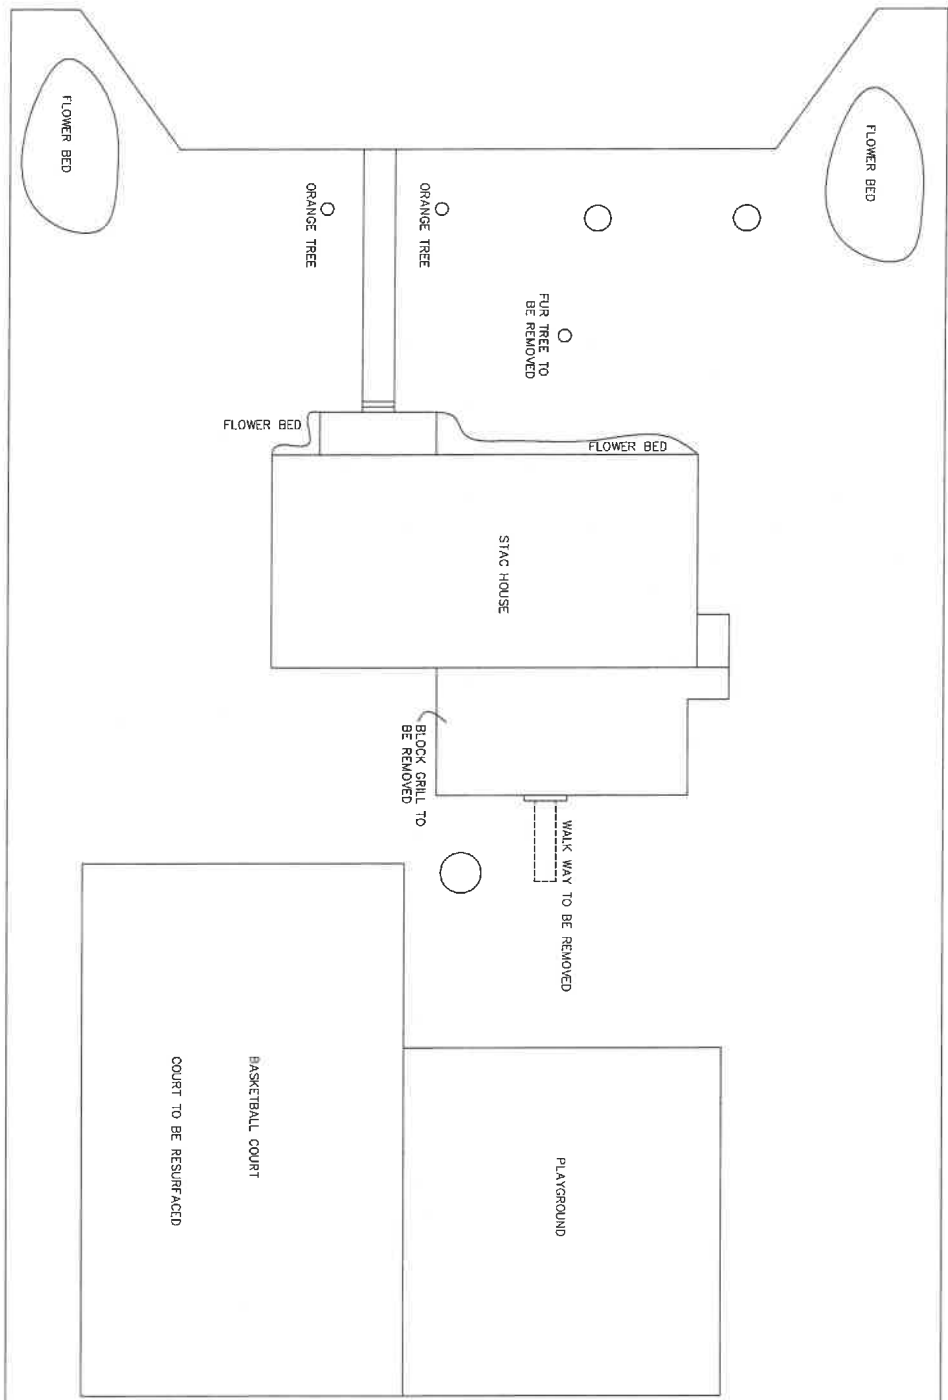 FLOWER BED
FLOWER BED
ORANGE TREE
ORANGE TREE
FUR TREE TO
BE REMOVED
FLOWER BED
FLOWER BED
STAC HOUSE
BLOCK GRILL TO
BE REMOVED
WALK WAY TO BE REMOVED
BASKETBALL COURT
COURT TO BE RESURFACED
PLAYGROUND